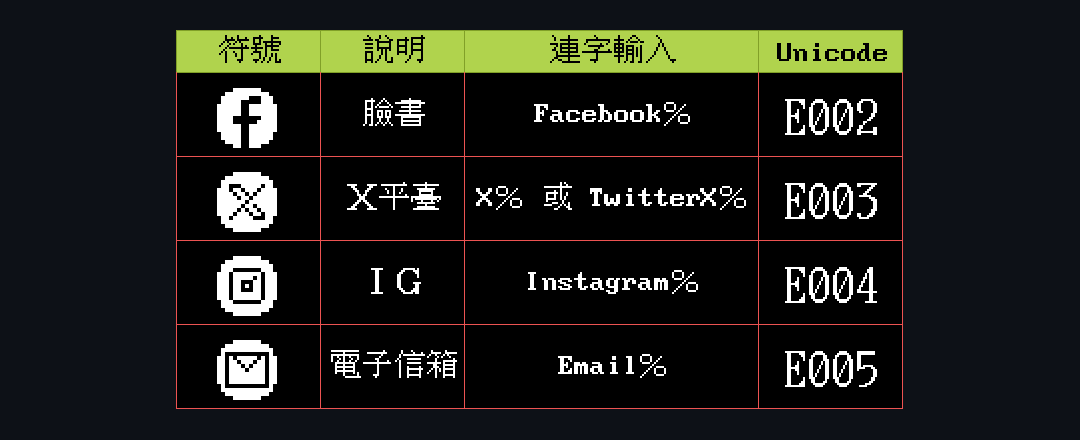 符號 說明 連字輸入 Unicode
臉書 Facebook% E002
X平臺 X% 或 TwitterX% E003
IG Instagram% E004
電子信箱 Email% E005